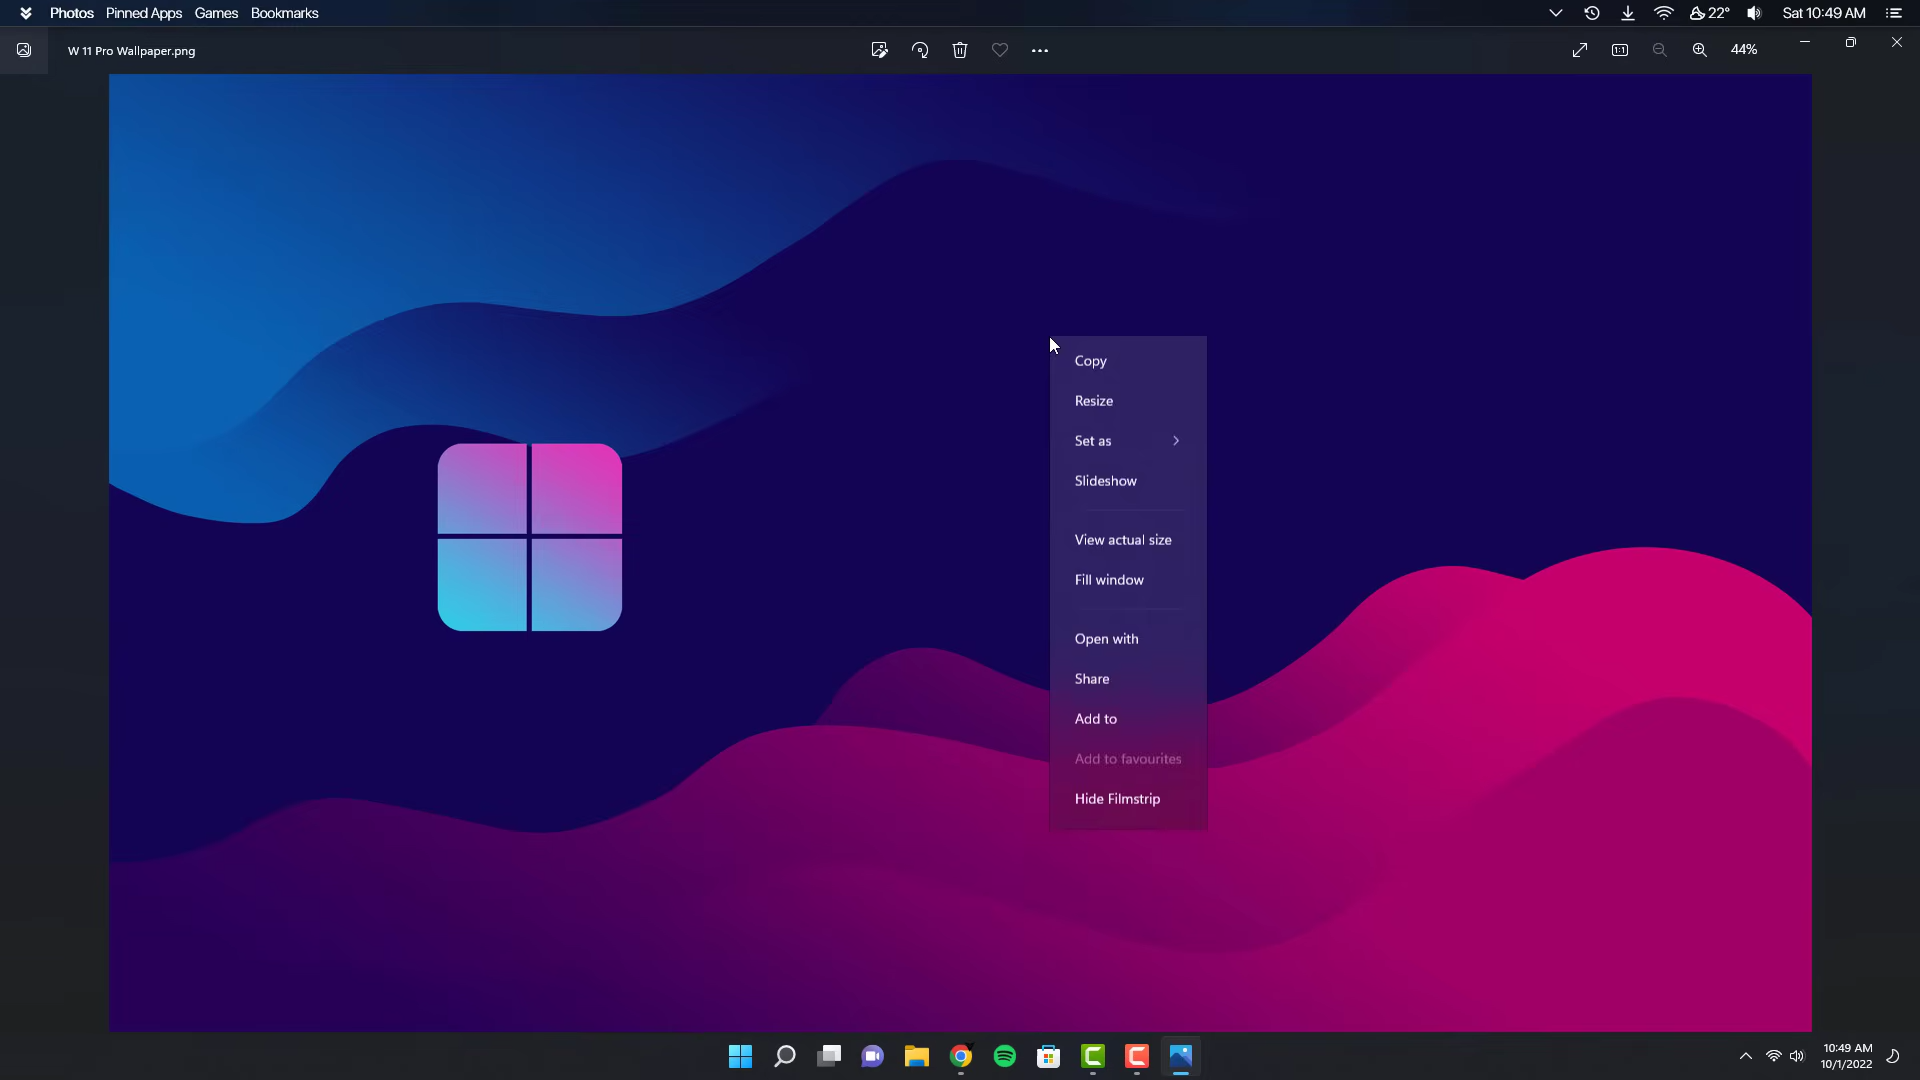 Photos Pinned Apps Games Bookmarks 22° Sat 10:49 AM
W 11 Pro Wallpaper.png 44%
Copy
Resize
Set as
Slideshow
View actual size
Fill window
Open with
Share
Add to
Add to favourites
Hide Filmstrip
10:49 AM
10/1/2022